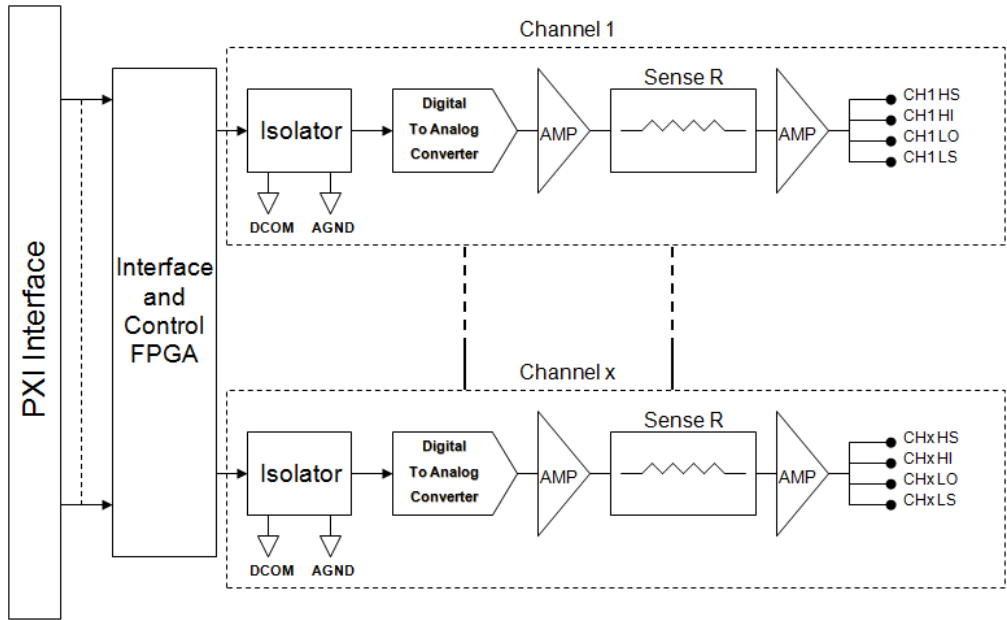 PXI Interface
Interface
and
Control
FPGA
Channel 1
Isolator
DCOM
AGND
Digital
To Analog
Converter
AMP
Sense R
AMP
CH1 HS
CH1 HI
CH1 LO
CH1 LS
Channel x
Isolator
DCOM
AGND
Digital
To Analog
Converter
AMP
Sense R
AMP
CHx HS
CHx HI
CHx LO
CHx LS